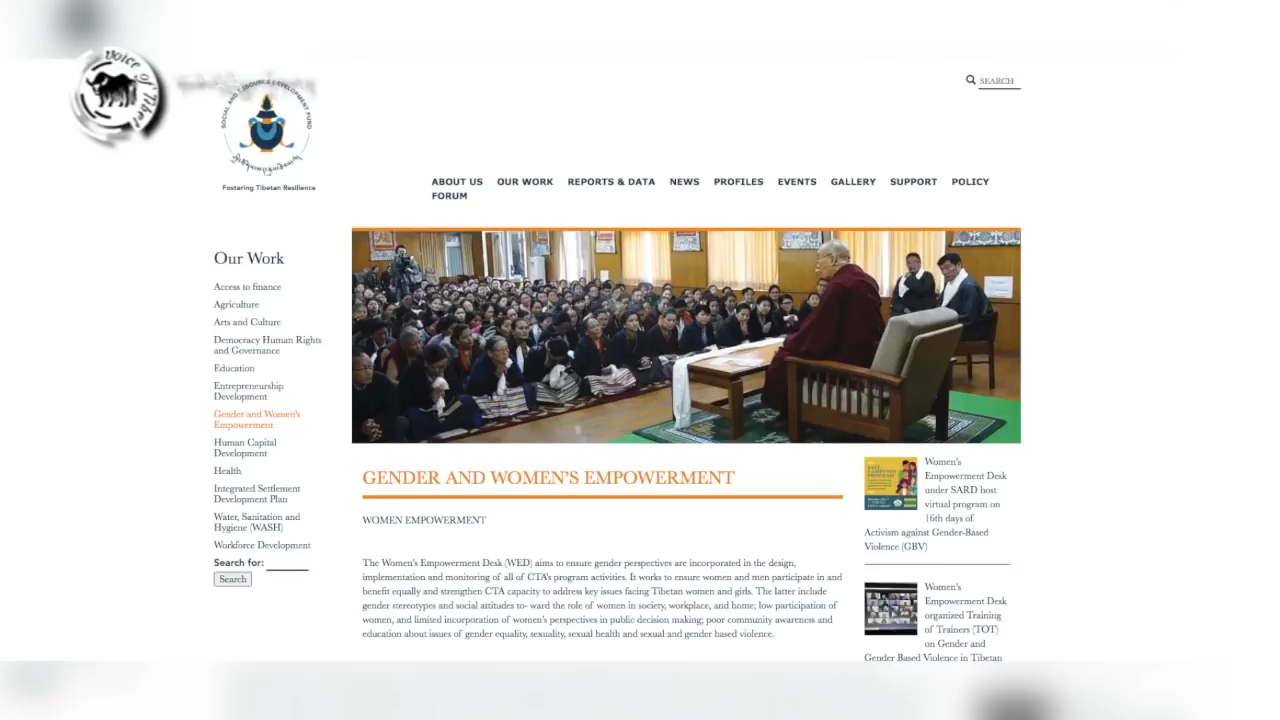 Voice of Tibet
SOCIAL AND RESOURCE DEVELOPMENT FUND
Fostering Tibetan Resilience
SEARCH
ABOUT US OUR WORK REPORTS & DATA NEWS PROFILES EVENTS GALLERY SUPPORT POLICY
FORUM
Our Work
Access to finance
Agriculture
Arts and Culture
Democracy Human Rights
and Governance
Education
Entrepreneurship
Development
Gender and Women's
Empowerment
Human Capital
Development
Health
Integrated Settlement
Development Plan
Water, Sanitation and
Hygiene (WASH)
Workforce Development
Search for:
Search
GENDER AND WOMEN'S EMPOWERMENT
WOMEN EMPOWERMENT
The Women's Empowerment Desk (WED) aims to ensure gender perspectives are incorporated in the design,
implementation and monitoring of all of CTA's program activities. It works to ensure women and men participate in and
benefit equally and strengthen CTA capacity to address key issues facing Tibetan women and girls. The latter include
gender stereotypes and social attitudes to- ward the role of women in society, workplace, and home; low participation of
women, and limited incorporation of women's perspectives in public decision making; poor community awareness and
education about issues of gender equality, sexuality, sexual health and sexual and gender based violence.
Women's
Empowerment Desk
under SARD host
virtual program on
16th days of
Activism against Gender-Based
Violence (GBV)
Women's
Empowerment Desk
organized Training
of Trainers (TOT)
on Gender and
Gender Based Violence in Tibetan